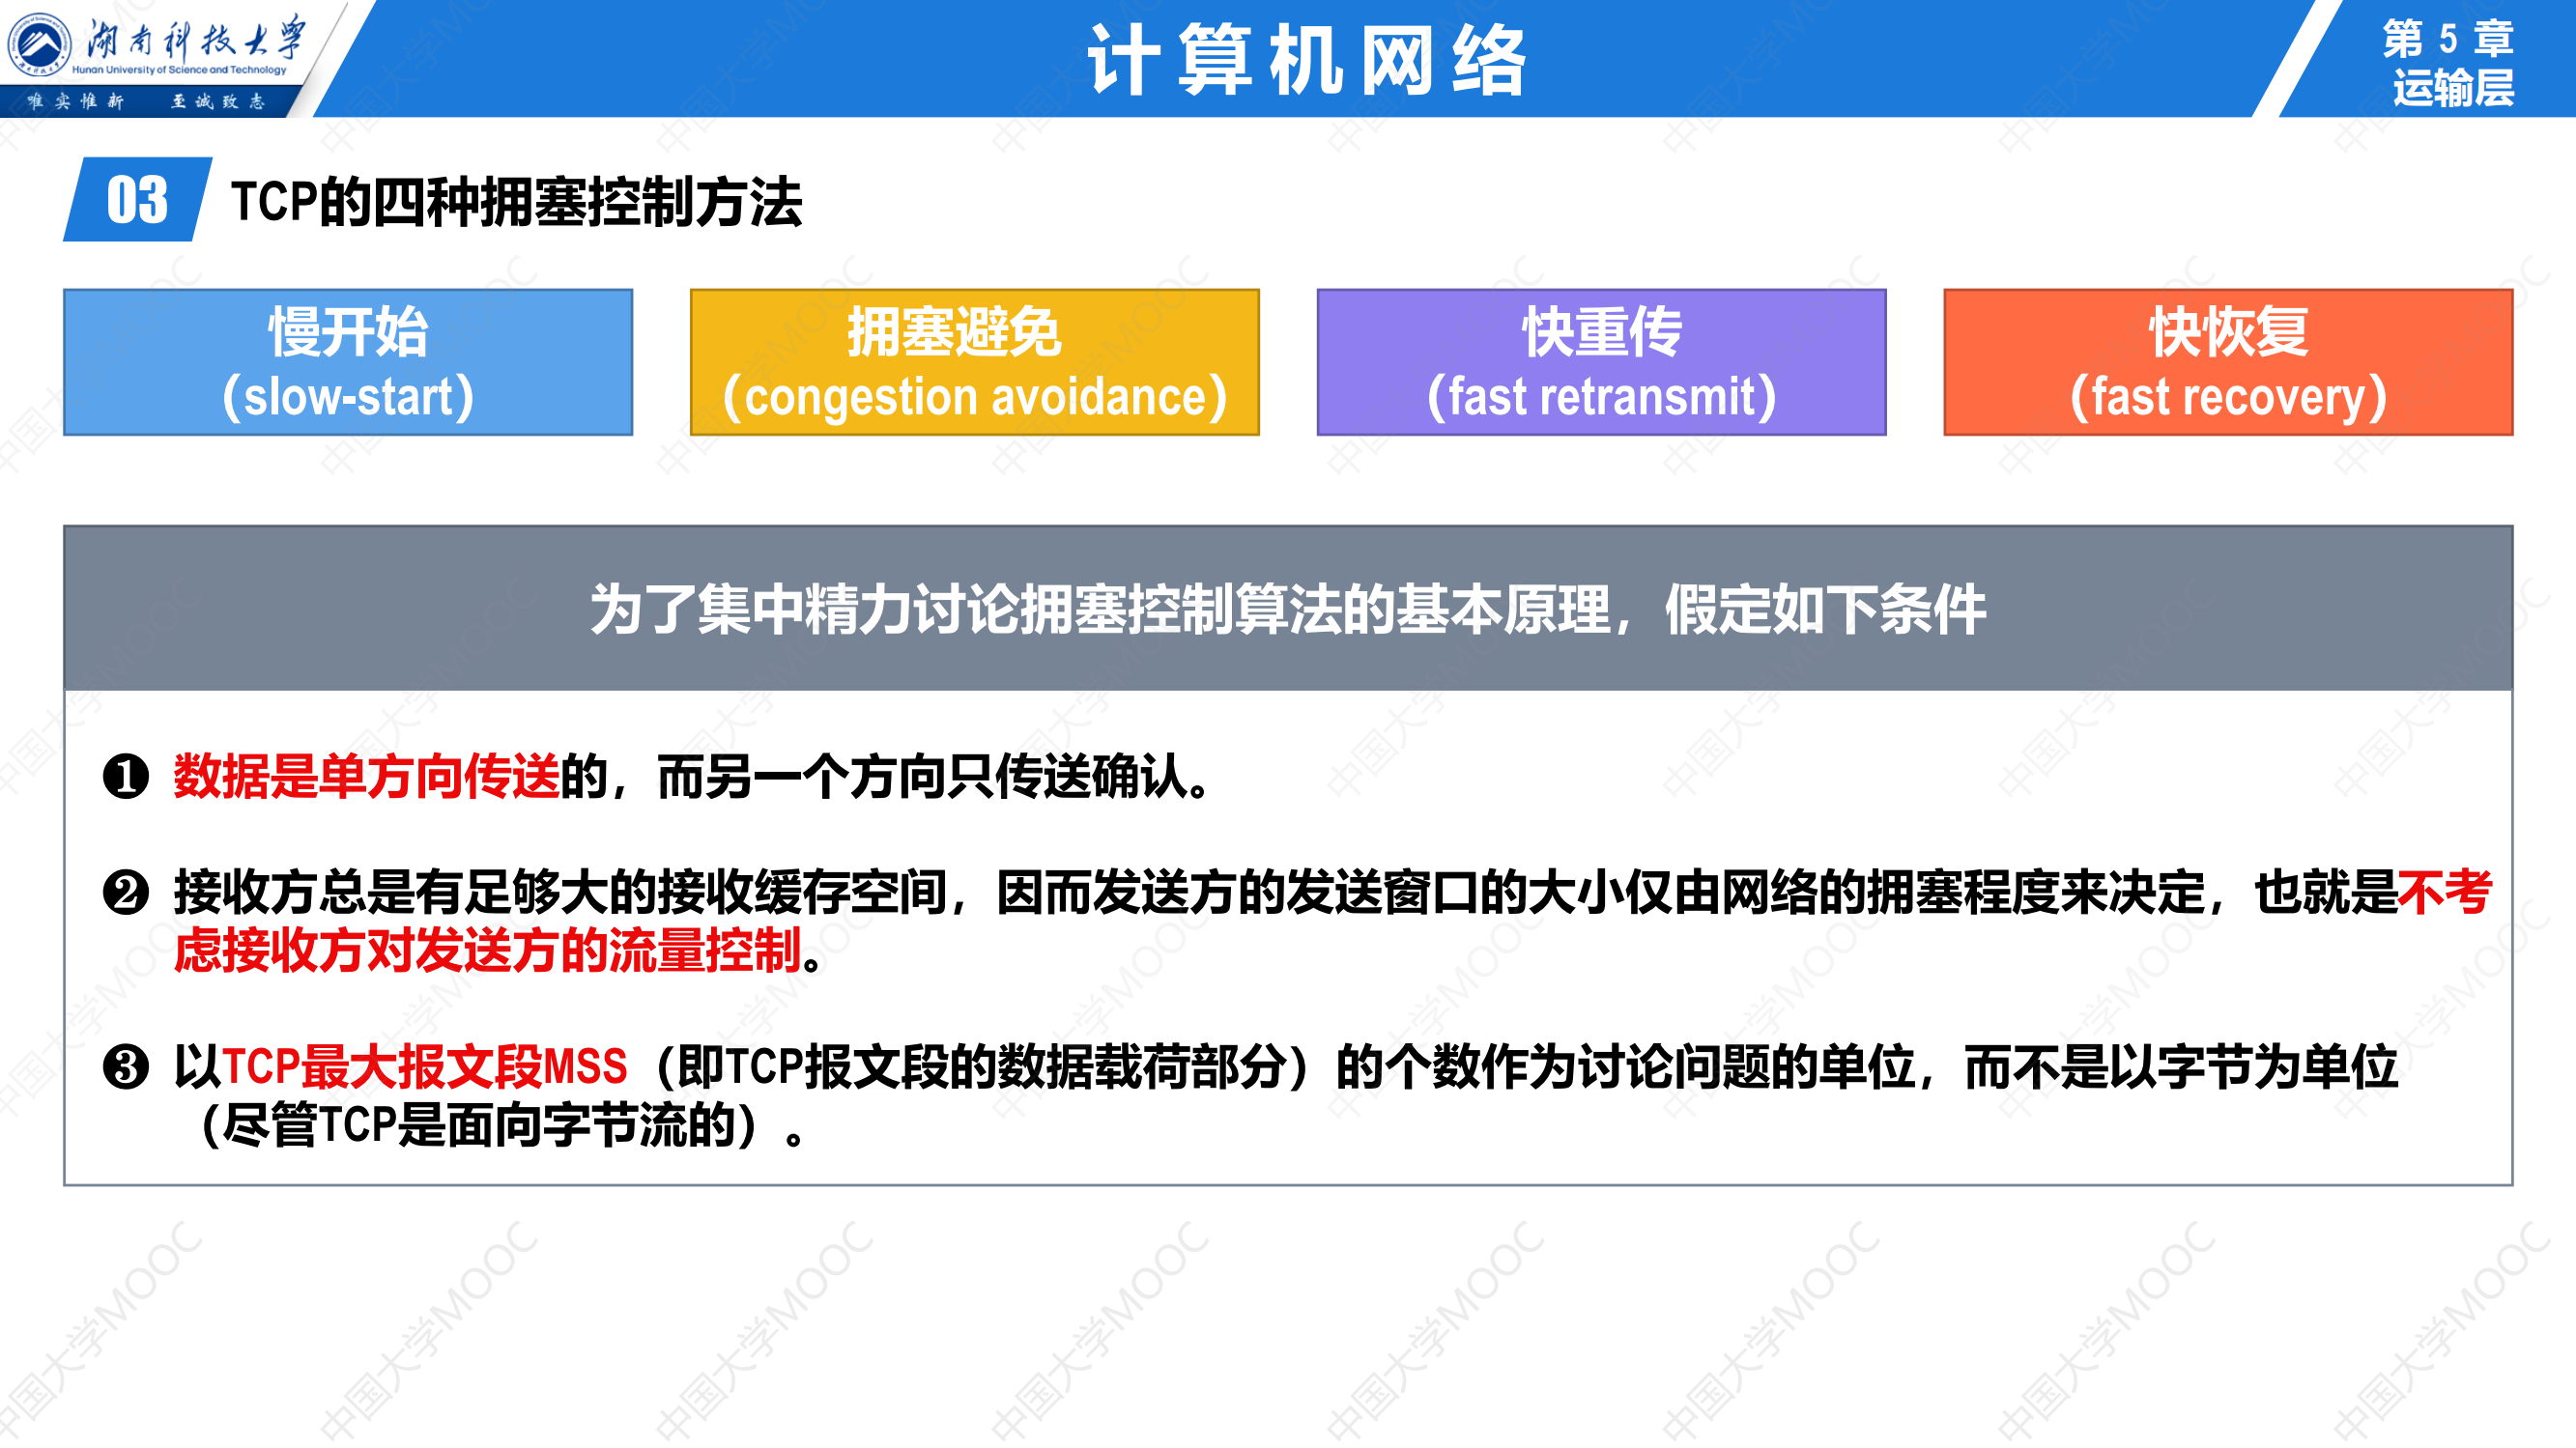 湖南科技大学
Hunan University of Science and Technology
唯实惟新 至诚致志
计算机网络
第 5 章
运输层
03 TCP的四种拥塞控制方法
慢开始
（slow-start）
拥塞避免
（congestion avoidance）
快重传
（fast retransmit）
快恢复
（fast recovery）
为了集中精力讨论拥塞控制算法的基本原理，假定如下条件
❶ 数据是单方向传送的，而另一个方向只传送确认。
❷ 接收方总是有足够大的接收缓存空间，因而发送方的发送窗口的大小仅由网络的拥塞程度来决定，也就是不考
虑接收方对发送方的流量控制。
❸ 以TCP最大报文段MSS（即TCP报文段的数据载荷部分）的个数作为讨论问题的单位，而不是以字节为单位
（尽管TCP是面向字节流的）。
中国大学MOOC